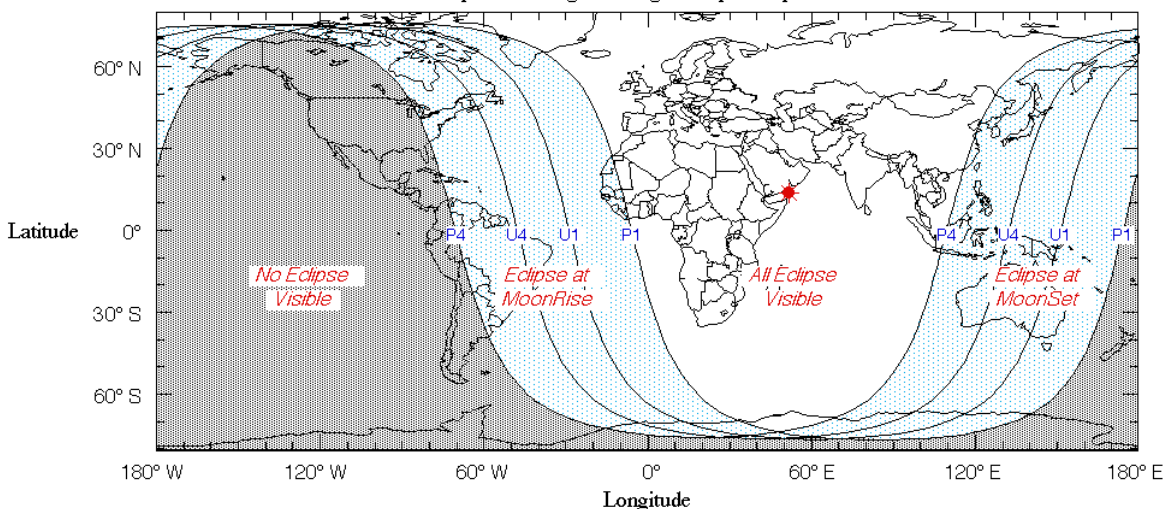 60° N
30° N
Latitude
0°
30° S
60° S
P4
U4
U1
P1
P4
U4
U1
P1
No Eclipse
Visible
Eclipse at
MoonRise
All Eclipse
Visible
Eclipse at
MoonSet
180° W
120° W
60° W
0°
60° E
120° E
180° E
Longitude